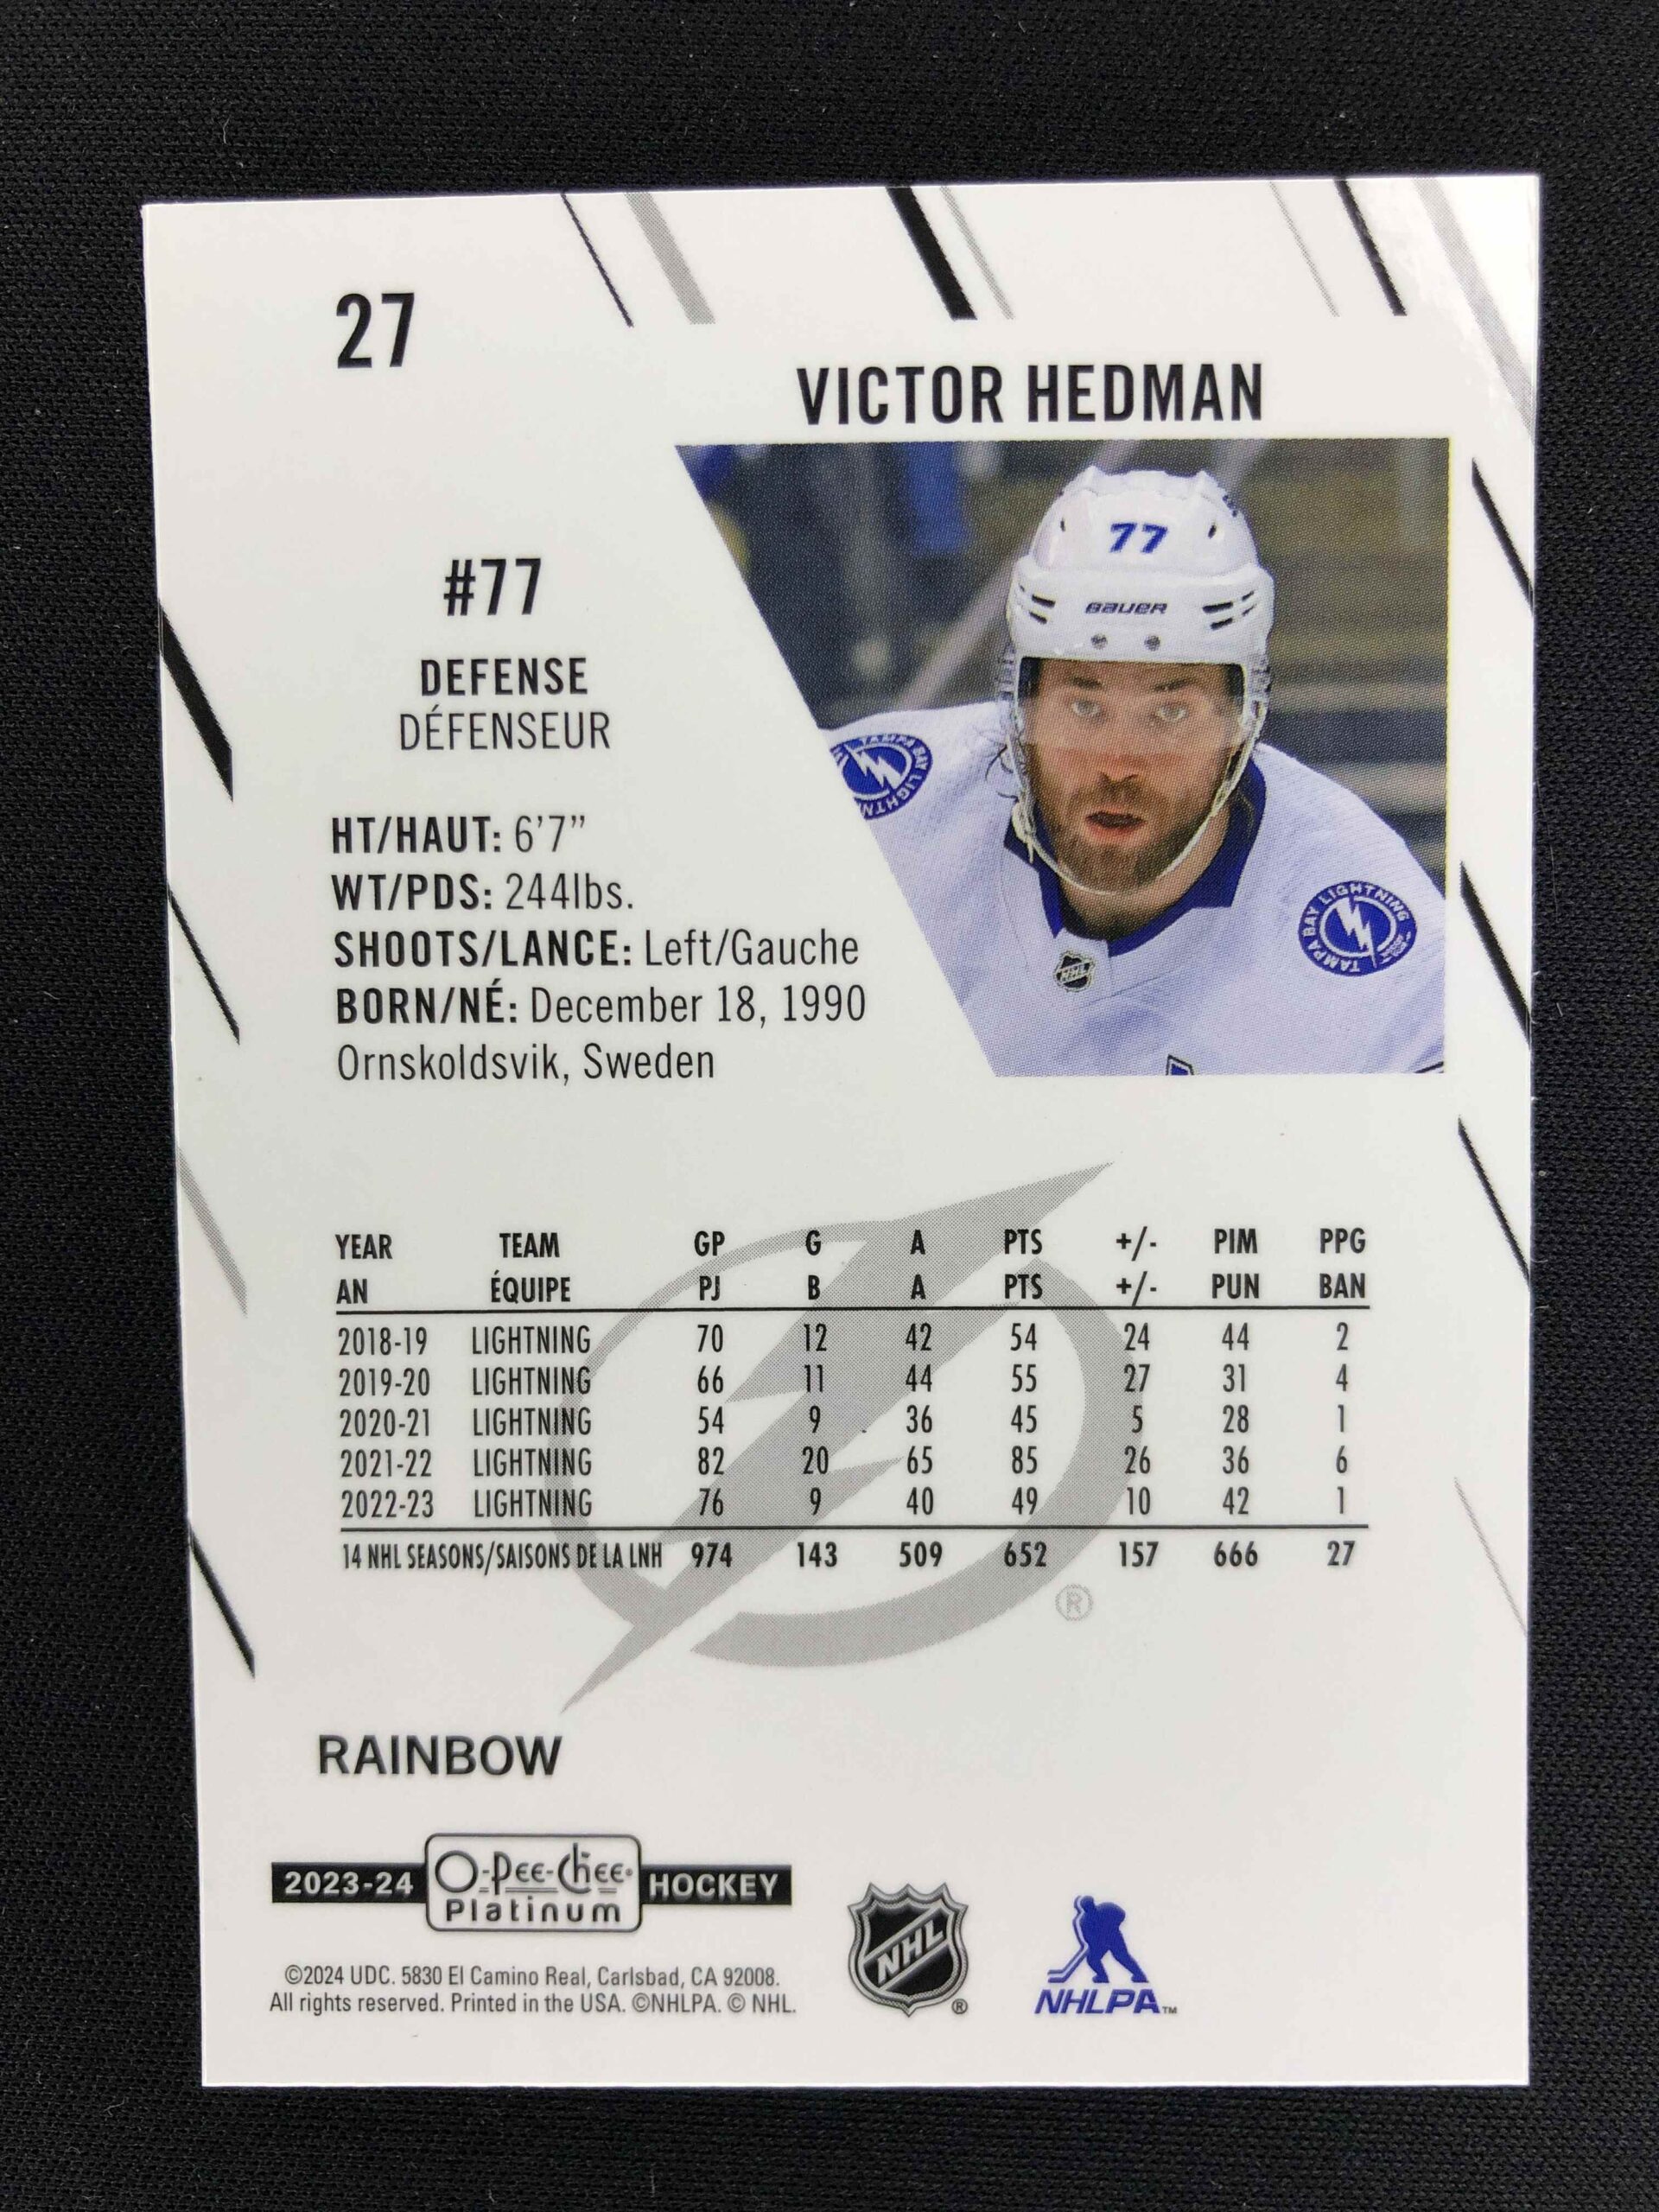 27
VICTOR HEDMAN
77
BAUER
TAMPA BAY LIGHTNING
NHL
#77
DEFENSE
DÉFENSEUR
HT/HAUT: 6'7”
WT/PDS: 244lbs.
SHOOTS/LANCE: Left/Gauche
BORN/NÉ: December 18, 1990
Ornskoldsvik, Sweden
YEAR TEAM GP G A PTS +/- PIM PPG
AN ÉQUIPE PJ B A PTS +/- PUN BAN
2018-19 LIGHTNING 70 12 42 54 24 44 2
2019-20 LIGHTNING 66 11 44 55 27 31 4
2020-21 LIGHTNING 54 9 36 45 5 28 1
2021-22 LIGHTNING 82 20 65 85 26 36 6
2022-23 LIGHTNING 76 9 40 49 10 42 1
14 NHL SEASONS/SAISONS DE LA LNH 974 143 509 652 157 666 27
®
RAINBOW
2023-24 O-Pee-Chee® HOCKEY
Platinum
©2024 UDC. 5830 El Camino Real, Carlsbad, CA 92008.
All rights reserved. Printed in the USA. ©NHLPA. © NHL.
NHL ®
NHLPA™